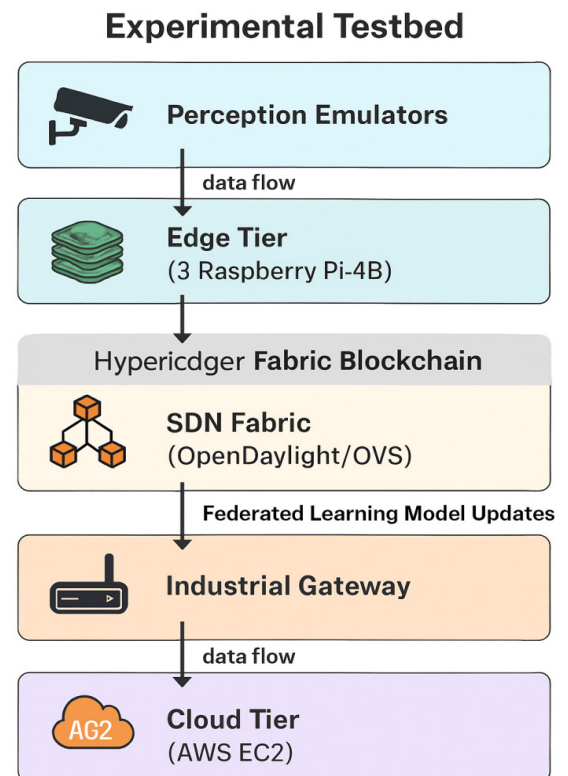 Experimental Testbed
Perception Emulators
data flow
Edge Tier
(3 Raspberry Pi-4B)
Hypericdger Fabric Blockchain
SDN Fabric
(OpenDaylight/OVS)
Federated Learning Model Updates
Industrial Gateway
data flow
AG2
Cloud Tier
(AWS EC2)